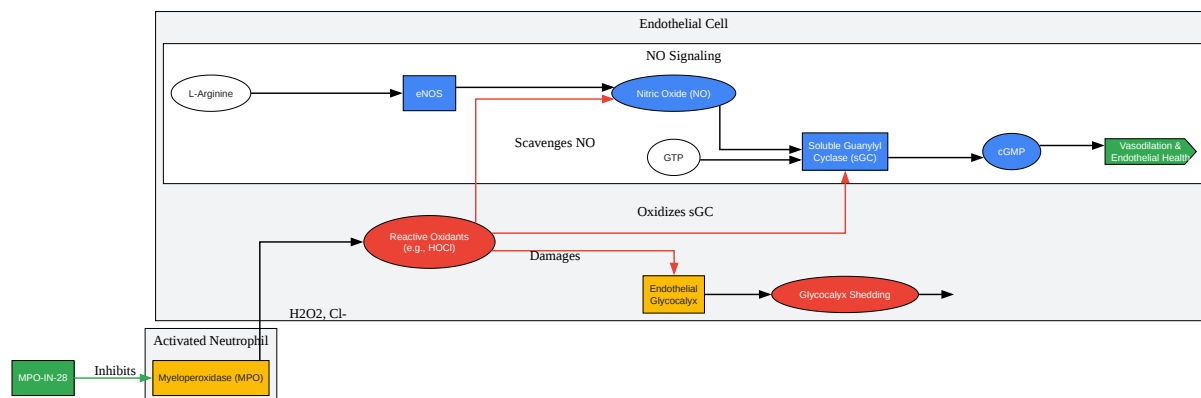 Endothelial Cell
NO Signaling
L-Arginine
eNOS
Nitric Oxide (NO)
Scavenges NO
GTP
Soluble Guanylyl
Cyclase (sGC)
cGMP
Vasodilation &
Endothelial Health
Reactive Oxidants
(e.g., HOCl)
Oxidizes sGC
Damages
Endothelial
Glycocalyx
Glycocalyx Shedding
H2O2, Cl-
Activated Neutrophil
MPO-IN-28
Inhibits
Myeloperoxidase (MPO)